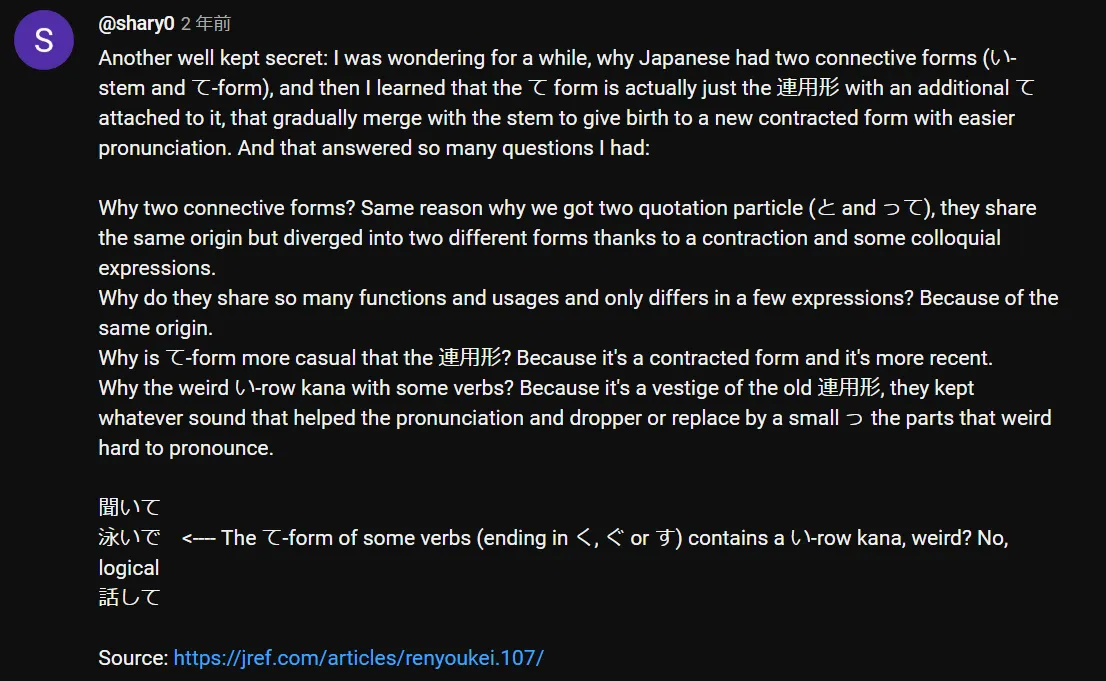 S
@shary0 2 年前
Another well kept secret: I was wondering for a while, why Japanese had two connective forms (い-
stem and て-form), and then I learned that the て form is actually just the 連用形 with an additional て
attached to it, that gradually merge with the stem to give birth to a new contracted form with easier
pronunciation. And that answered so many questions I had:
Why two connective forms? Same reason why we got two quotation particle (と and って), they share
the same origin but diverged into two different forms thanks to a contraction and some colloquial
expressions.
Why do they share so many functions and usages and only differs in a few expressions? Because of the
same origin.
Why is て-form more casual that the 連用形? Because it's a contracted form and it's more recent.
Why the weird い-row kana with some verbs? Because it's a vestige of the old 連用形, they kept
whatever sound that helped the pronunciation and dropper or replace by a small っ the parts that weird
hard to pronounce.
聞いて
泳いで　<---- The て-form of some verbs (ending in く, ぐ or す) contains a い-row kana, weird? No,
logical
話して
Source: https://jref.com/articles/renyoukei.107/